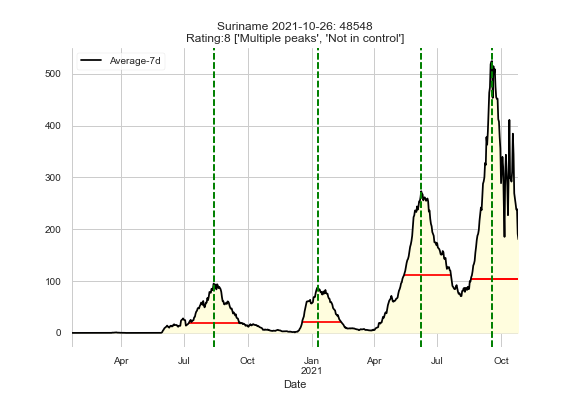 Suriname 2021-10-26: 48548
Rating:8 ['Multiple peaks', 'Not in control']
Average-7d
500
400
300
200
100
0
Apr Jul Oct Jan Apr Jul Oct
2021
Date